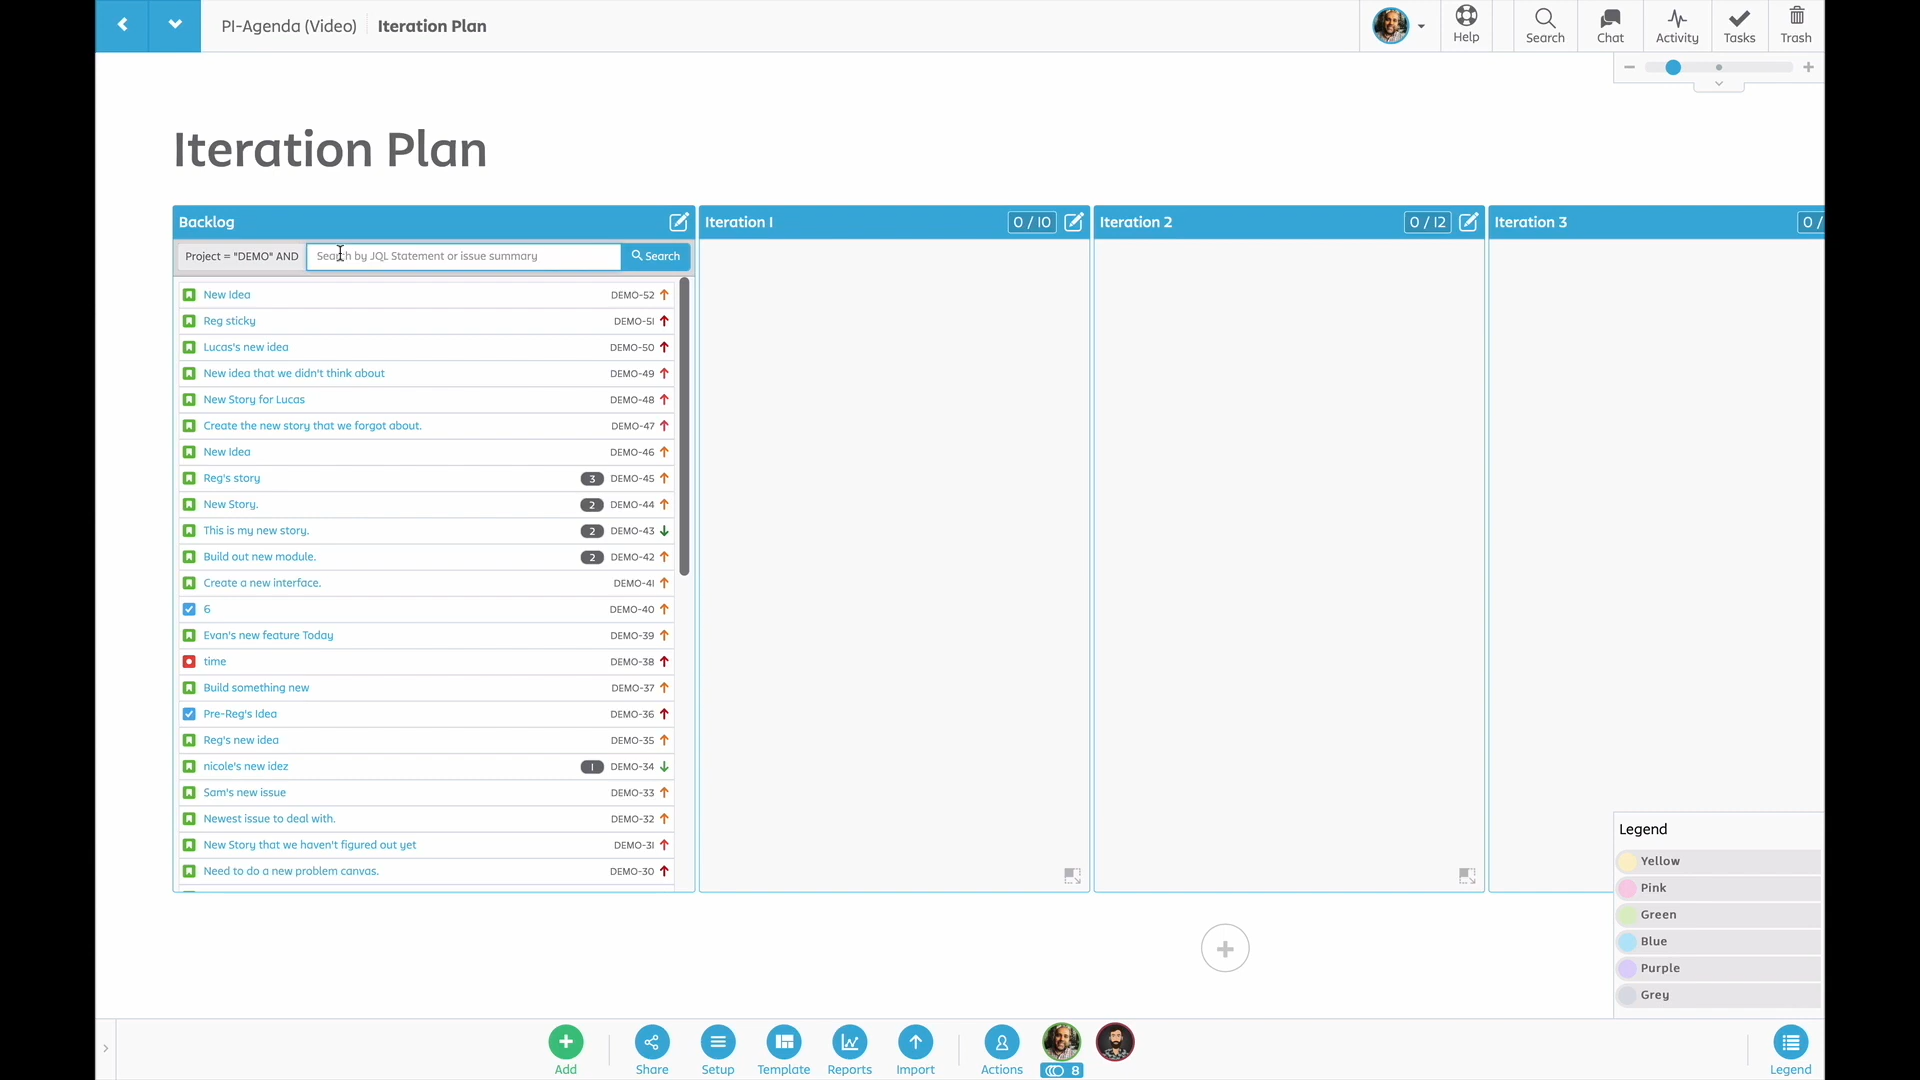 PI-Agenda (Video) Iteration Plan
Help Search Chat Activity Tasks Trash
Iteration Plan
Backlog
Iteration 1 0 / 10
Iteration 2 0 / 12
Iteration 3 0 /
Project = "DEMO" AND Search by JQL Statement or issue summary Search
New Idea DEMO-52
Reg sticky DEMO-51
Lucas's new idea DEMO-50
New idea that we didn't think about DEMO-49
New Story for Lucas DEMO-48
Create the new story that we forgot about. DEMO-47
New Idea DEMO-46
Reg's story 3 DEMO-45
New Story. 2 DEMO-44
This is my new story. 2 DEMO-43
Build out new module. 2 DEMO-42
Create a new interface. DEMO-41
6 DEMO-40
Evan's new feature Today DEMO-39
time DEMO-38
Build something new DEMO-37
Pre-Reg's Idea DEMO-36
Reg's new idea DEMO-35
nicole's new idez 1 DEMO-34
Sam's new issue DEMO-33
Newest issue to deal with. DEMO-32
New Story that we haven't figured out yet DEMO-31
Need to do a new problem canvas. DEMO-30
Legend
Yellow
Pink
Green
Blue
Purple
Grey
8
Add Share Setup Template Reports Import Actions Legend